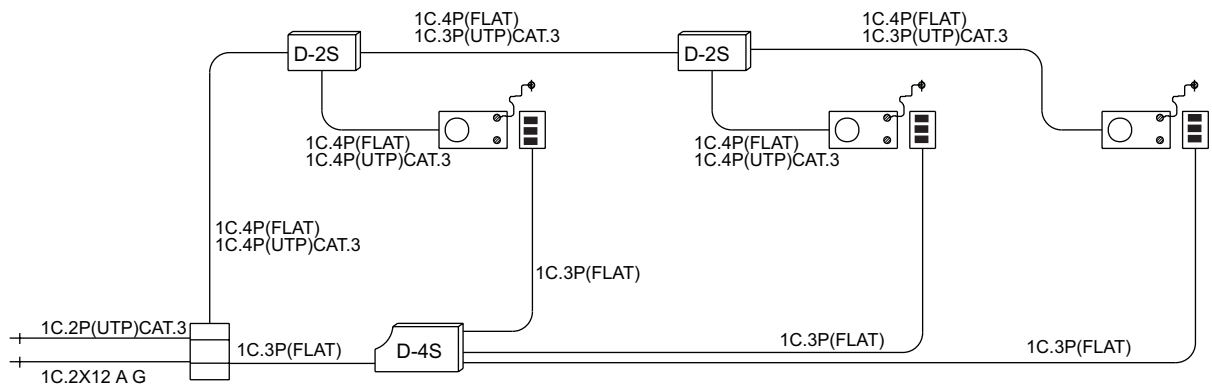 1C.4P(FLAT)
1C.3P(UTP)CAT.3
1C.4P(FLAT)
1C.3P(UTP)CAT.3
D-2S
D-2S
1C.4P(FLAT)
1C.4P(UTP)CAT.3
1C.4P(FLAT)
1C.4P(UTP)CAT.3
1C.4P(FLAT)
1C.4P(UTP)CAT.3
1C.3P(FLAT)
1C.2P(UTP)CAT.3
1C.3P(FLAT)
D-4S
1C.3P(FLAT)
1C.3P(FLAT)
1C.2X12 A G